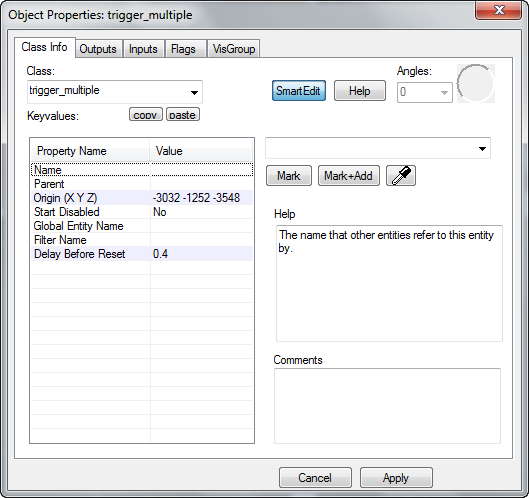 Object Properties: trigger_multiple
Class Info Outputs Inputs Flags VisGroup
Class:
trigger_multiple
SmartEdit
Help
Angles:
0
Keyvalues:
copy
paste
Property Name Value
Name
Parent
Origin (X Y Z) -3032 -1252 -3548
Start Disabled No
Global Entity Name
Filter Name
Delay Before Reset 0.4
Mark
Mark+Add
Help
The name that other entities refer to this entity
by.
Comments
Cancel
Apply